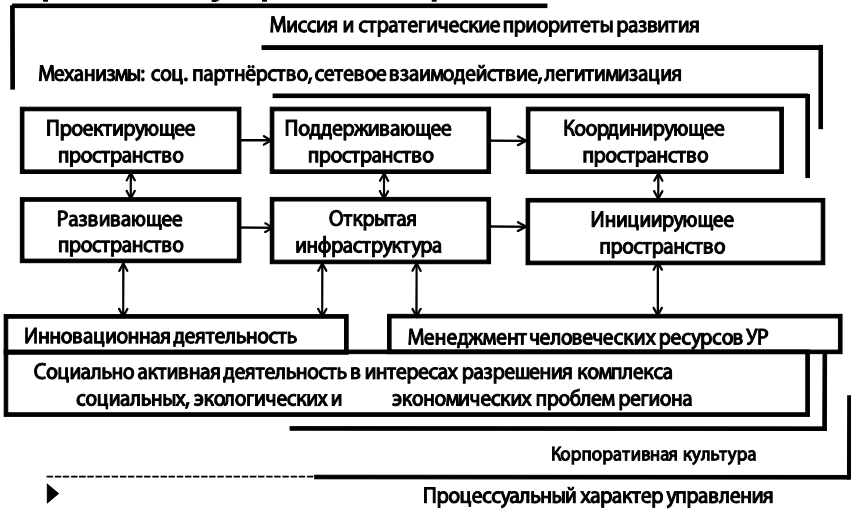 Миссия и стратегические приоритеты развития
Механизмы: соц. партнёрство, сетевое взаимодействие, легитимизация
Проектирующее
пространство
Поддерживающее
пространство
Координирующее
пространство
Развивающее
пространство
Открытая
инфраструктура
Инициирующее
пространство
Инновационная деятельность
Менеджмент человеческих ресурсов УР
Социально активная деятельность в интересах разрешения комплекса
социальных, экологических и экономических проблем региона
Корпоративная культура
Процессуальный характер управления